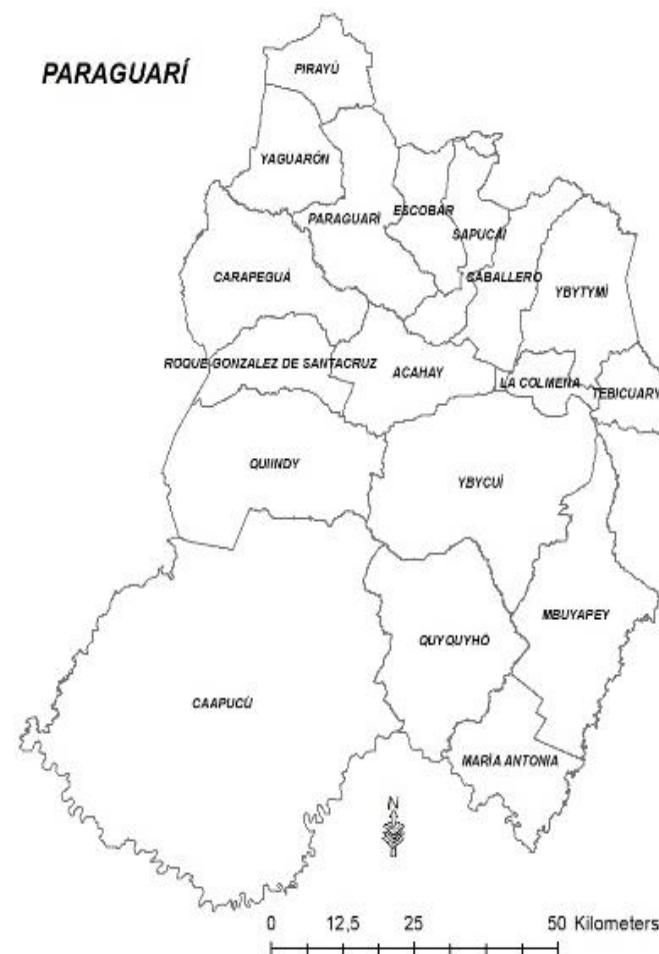 PARAGUARÍ
PIRAYÚ
YAGUARÓN
PARAGUARÍ
ESCOBAR
SAPUCÁI
CARAPEGUÁ
CABALLERO
YBYTYMÍ
ROQUE GONZALEZ DE SANTACRUZ
ACAHAY
LA COLMENA
TEBICUARY
QUIINDY
YBYCUÍ
MBUYAPEY
QUYQUYHÓ
CAAPUCÚ
MARÍA ANTONIA
N
0 12,5 25 50 Kilometers